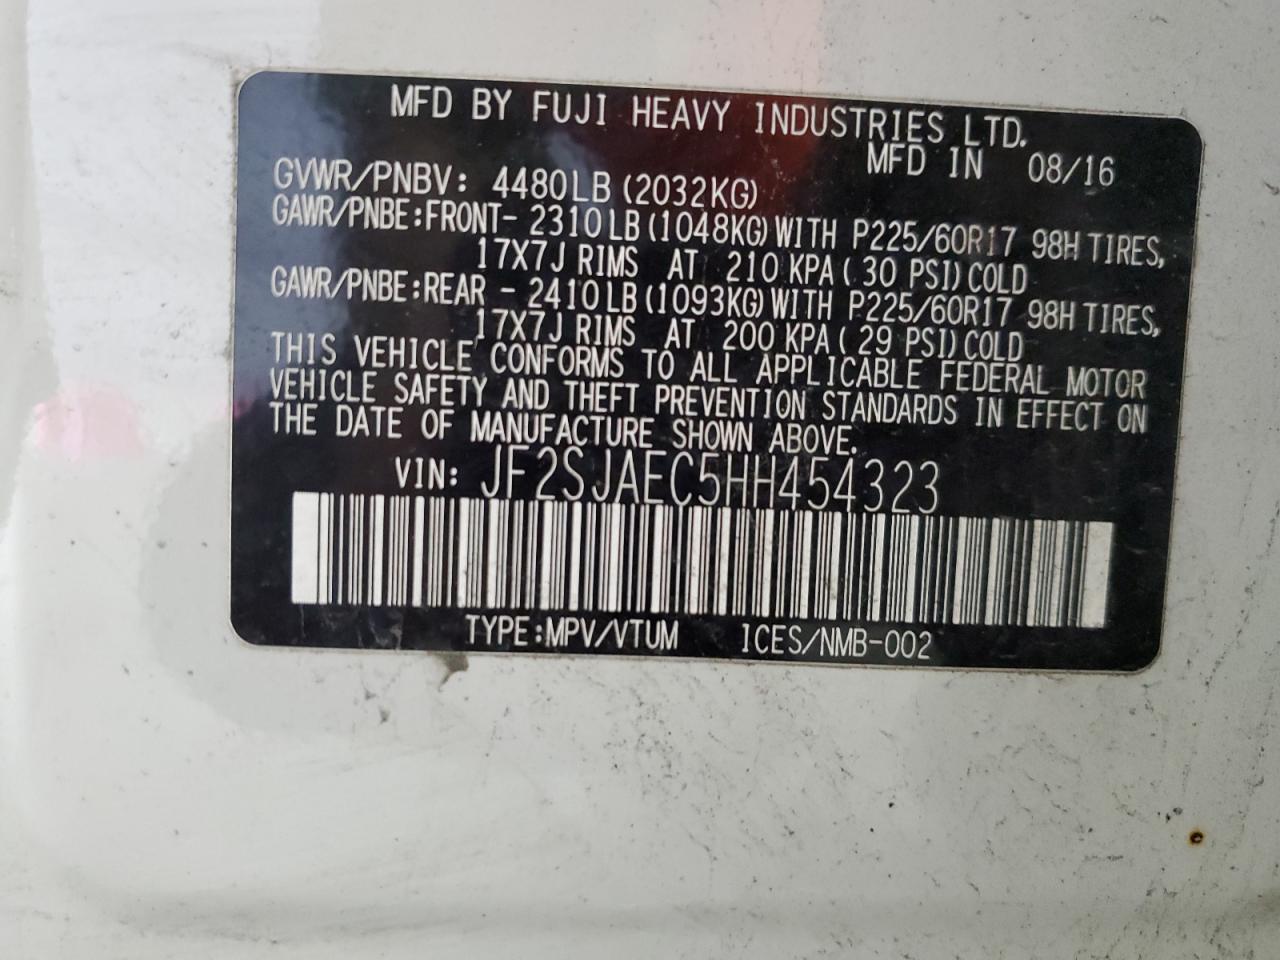 MFD BY FUJI HEAVY INDUSTRIES LTD.
MFD IN 08/16
GVWR/PNBV: 4480LB (2032KG)
GAWR/PNBE:FRONT- 2310LB (1048KG) WITH P225/60R17 98H TIRES,
17X7J RIMS AT 210 KPA ( 30 PSI) COLD
GAWR/PNBE:REAR - 2410LB (1093KG) WITH P225/60R17 98H TIRES,
17X7J RIMS AT 200 KPA ( 29 PSI) COLD
THIS VEHICLE CONFORMS TO ALL APPLICABLE FEDERAL MOTOR
VEHICLE SAFETY AND THEFT PREVENTION STANDARDS IN EFFECT ON
THE DATE OF MANUFACTURE SHOWN ABOVE.
VIN: JF2SJAEC5HH454323
TYPE:MPV/VTUM ICES/NMB-002